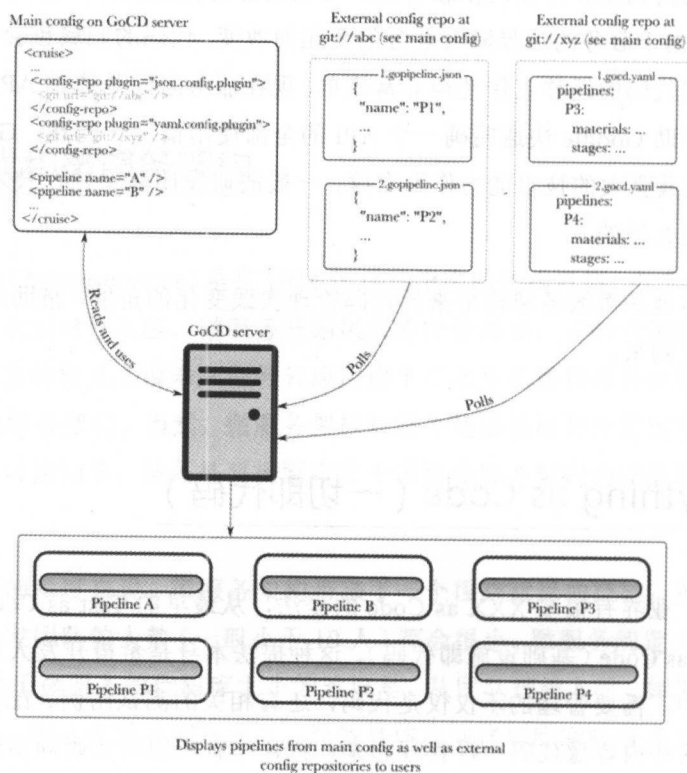 Main config on GoCD server
<cruise>
...
<config-repo plugin="json.config.plugin">
<git url="git://abc" />
</config-repo>
<config-repo plugin="yaml.config.plugin">
<git url="git://xyz" />
</config-repo>
<pipeline name="A" />
<pipeline name="B" />
...
</cruise>
External config repo at
git://abc (see main config)
1.gopipeline.json
{
"name": "P1",
...
}
2.gopipeline.json
{
"name": "P2",
...
}
External config repo at
git://xyz (see main config)
1.gocd.yaml
pipelines:
P3:
materials: ...
stages: ...
2.gocd.yaml
pipelines:
P4:
materials: ...
stages: ...
Reads and uses
GoCD server
Polls
Polls
Pipeline A
Pipeline B
Pipeline P3
Pipeline P1
Pipeline P2
Pipeline P4
Displays pipelines from main config as well as external
config repositories to users